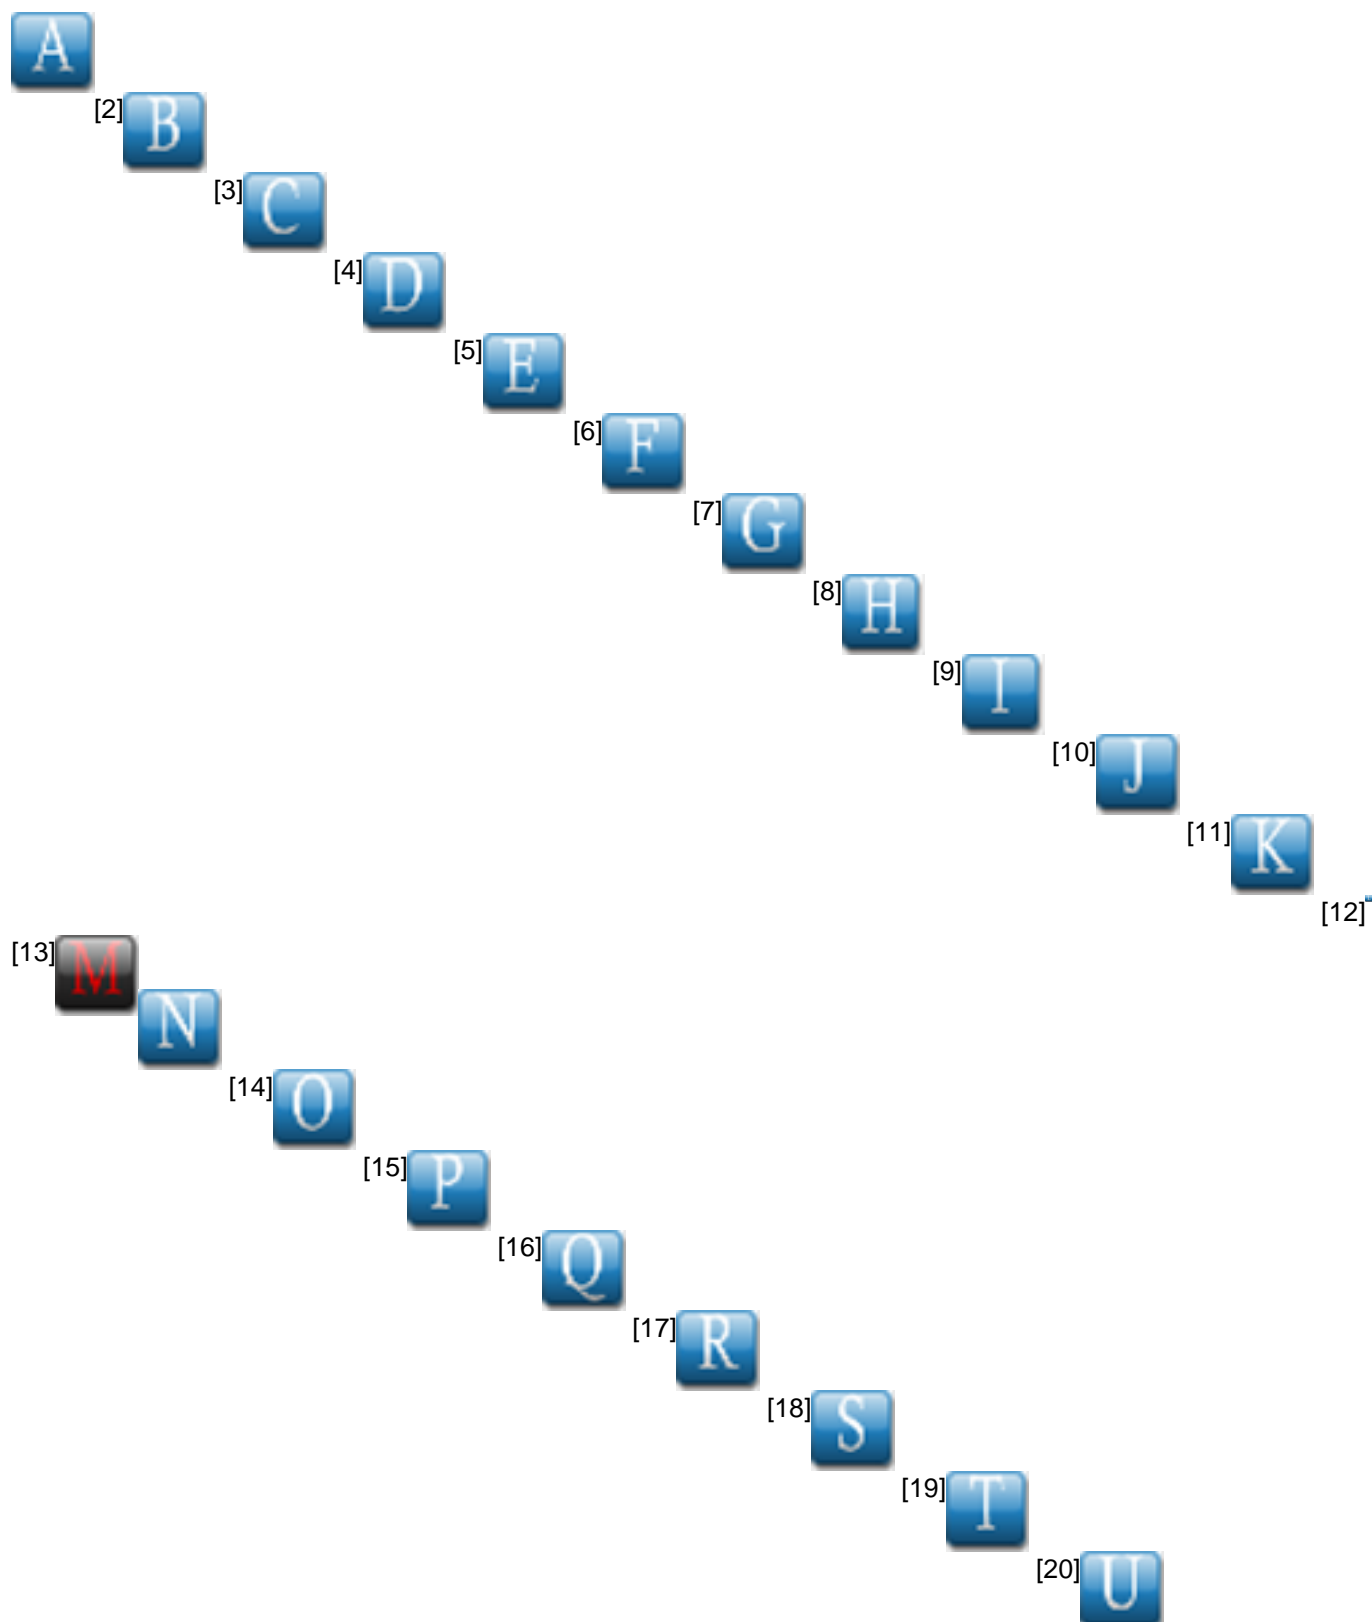 A
[2] B
[3] C
[4] D
[5] E
[6] F
[7] G
[8] H
[9] I
[10] J
[11] K
[12]
[13] M
N
[14] O
[15] P
[16] Q
[17] R
[18] S
[19] T
[20] U